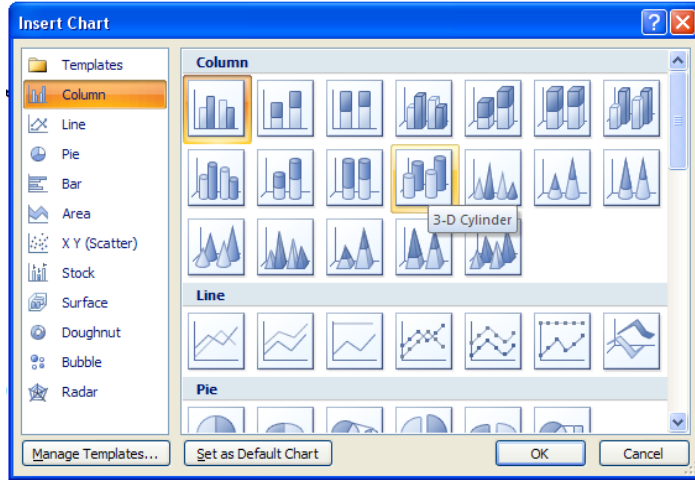 Insert Chart
Templates
Column
Line
Pie
Bar
Area
X Y (Scatter)
Stock
Surface
Doughnut
Bubble
Radar
Column
3-D Cylinder
Line
Pie
Manage Templates...
Set as Default Chart
OK
Cancel